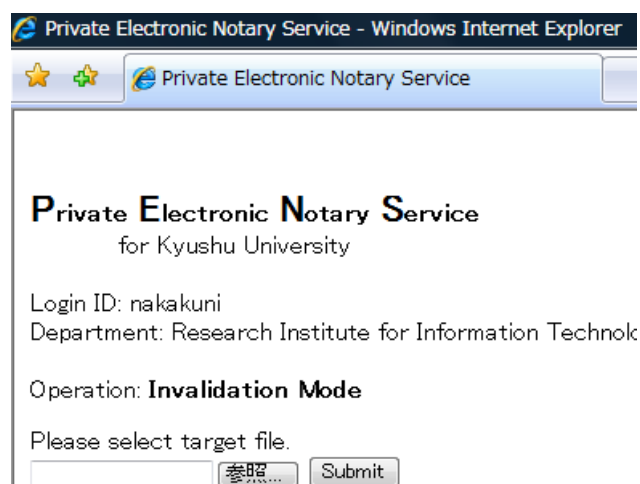 Private Electronic Notary Service - Windows Internet Explorer
Private Electronic Notary Service
Private Electronic Notary Service
for Kyushu University
Login ID: nakakuni
Department: Research Institute for Information
Operation: Invalidation Mode
Please select target file.
参照... Submit